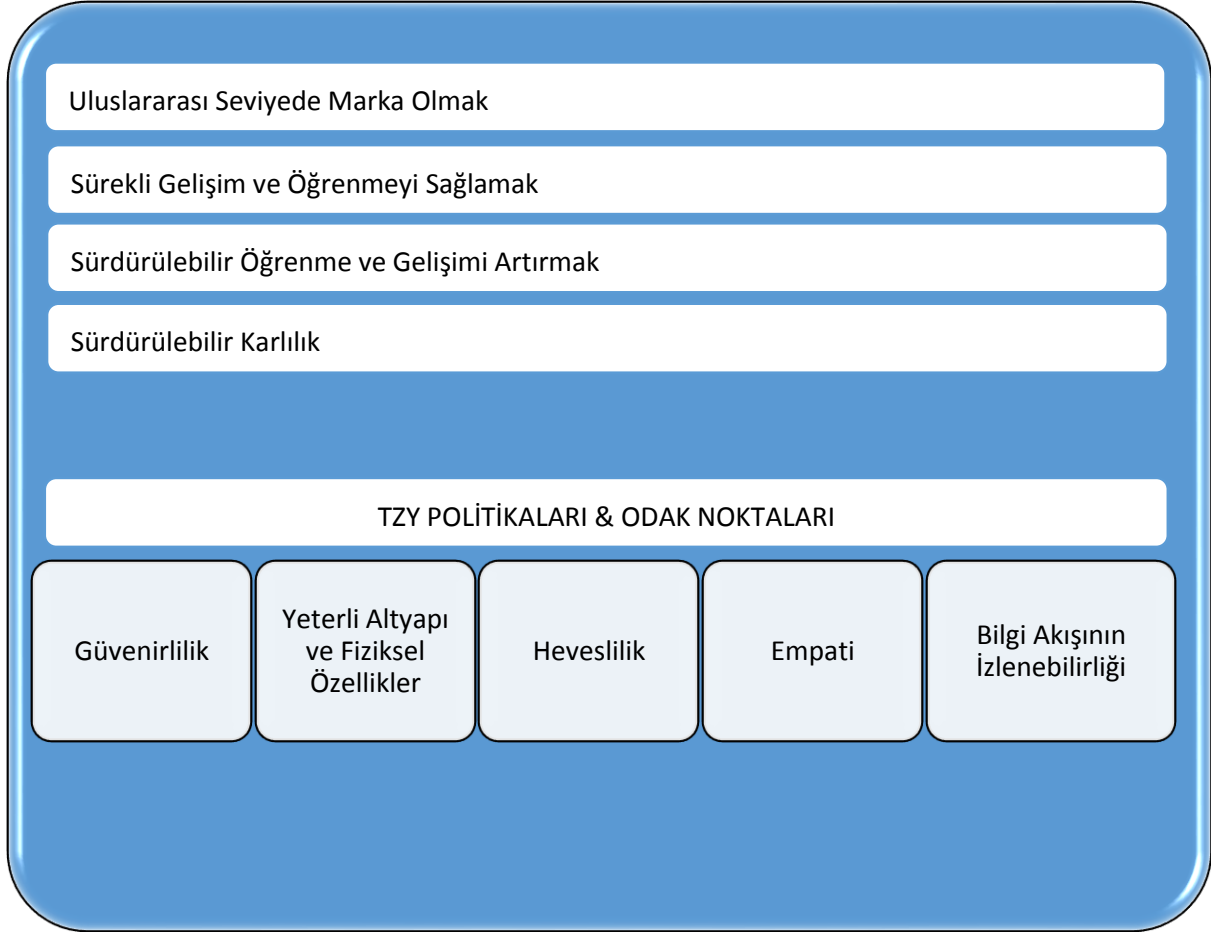 Uluslararası Seviyede Marka Olmak
Sürekli Gelişim ve Öğrenmeyi Sağlamak
Sürdürülebilir Öğrenme ve Gelişimi Artırmak
Sürdürülebilir Karlılık
TZY POLİTİKALARI & ODAK NOKTALARI
Güvenirlilik
Yeterli Altyapı
ve Fiziksel
Özellikler
Heveslilik
Empati
Bilgi Akışının
İzlenebilirliği